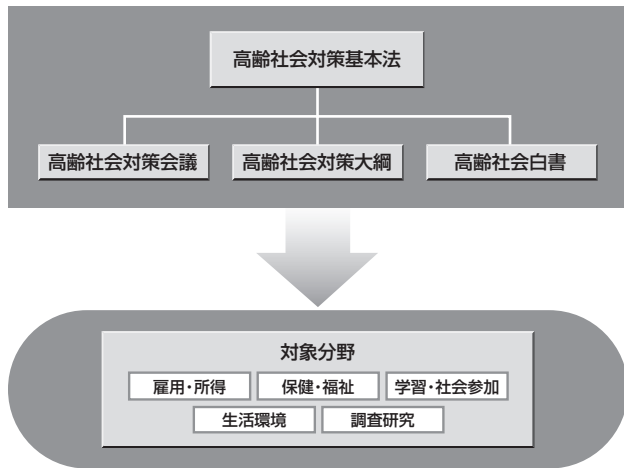 高齢社会対策基本法
高齢社会対策会議
高齢社会対策大綱
高齢社会白書
対象分野
雇用・所得
保健・福祉
学習・社会参加
生活環境
調査研究